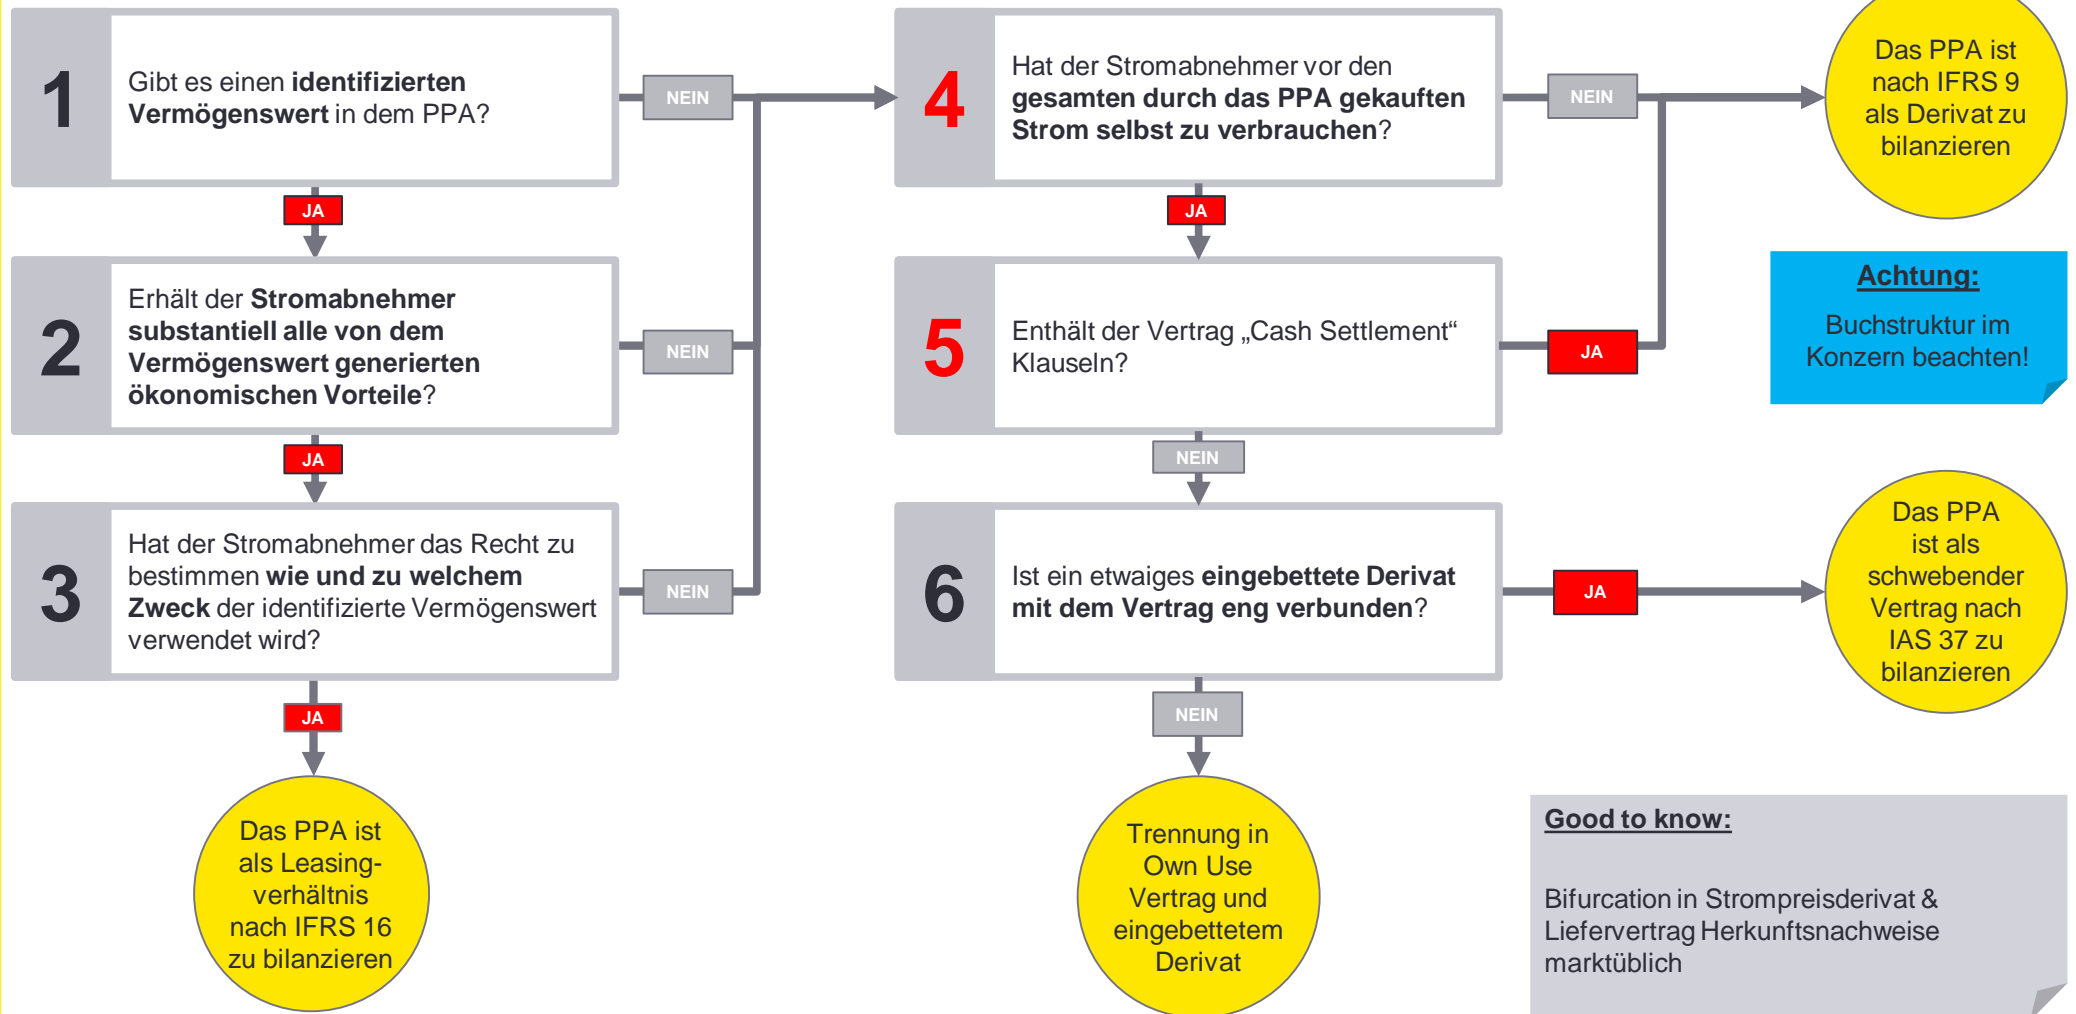 1
Gibt es einen identifizierten
Vermögenswert in dem PPA?
NEIN
JA
2
Erhält der Stromabnehmer
substantiell alle von dem
Vermögenswert generierten
ökonomischen Vorteile?
NEIN
JA
3
Hat der Stromabnehmer das Recht zu
bestimmen wie und zu welchem
Zweck der identifizierte Vermögenswert
verwendet wird?
NEIN
JA
Das PPA ist
als Leasing-
verhältnis
nach IFRS 16
zu bilanzieren
4
Hat der Stromabnehmer vor den
gesamten durch das PPA gekauften
Strom selbst zu verbrauchen?
NEIN
JA
Das PPA ist
nach IFRS 9
als Derivat zu
bilanzieren
5
Enthält der Vertrag „Cash Settlement“
Klauseln?
JA
NEIN
Achtung:
Buchstruktur im
Konzern beachten!
6
Ist ein etwaiges eingebettete Derivat
mit dem Vertrag eng verbunden?
JA
NEIN
Das PPA
ist als
schwebender
Vertrag nach
IAS 37 zu
bilanzieren
Trennung in
Own Use
Vertrag und
eingebettetem
Derivat
Good to know:
Bifurcation in Strompreisderivat &
Liefervertrag Herkunftsnachweise
marktüblich